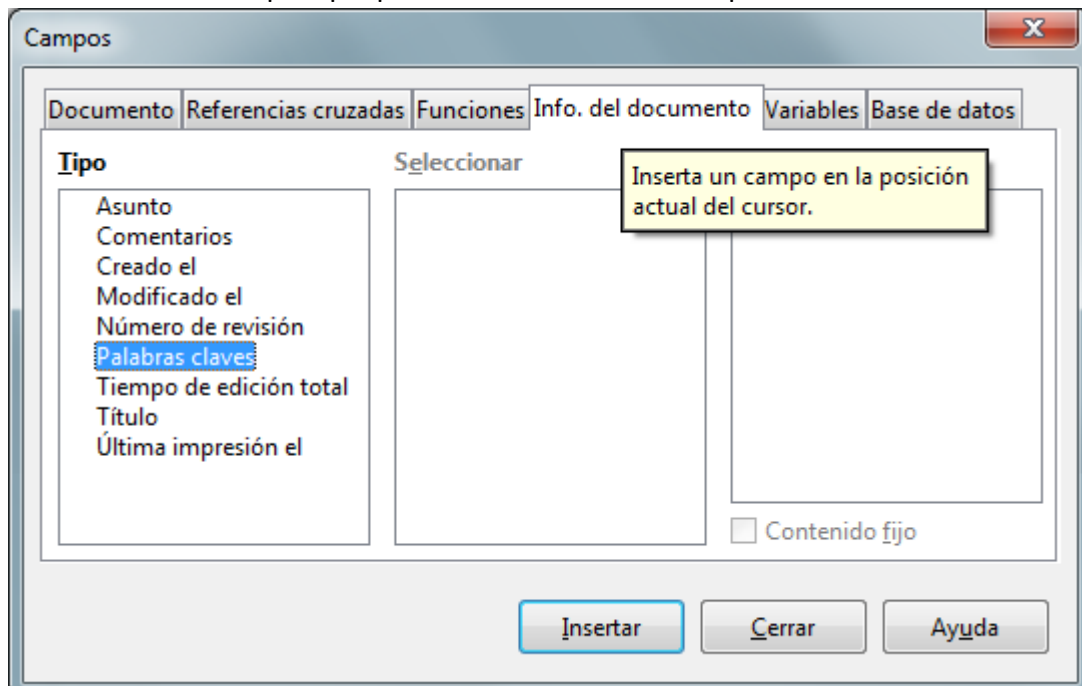 Campos
Documento Referencias cruzadas Funciones Info. del documento Variables Base de datos
Tipo
Seleccionar
Inserta un campo en la posición
actual del cursor.
Asunto
Comentarios
Creado el
Modificado el
Número de revisión
Palabras claves
Tiempo de edición total
Título
Última impresión el
Contenido fijo
Insertar Cerrar Ayuda